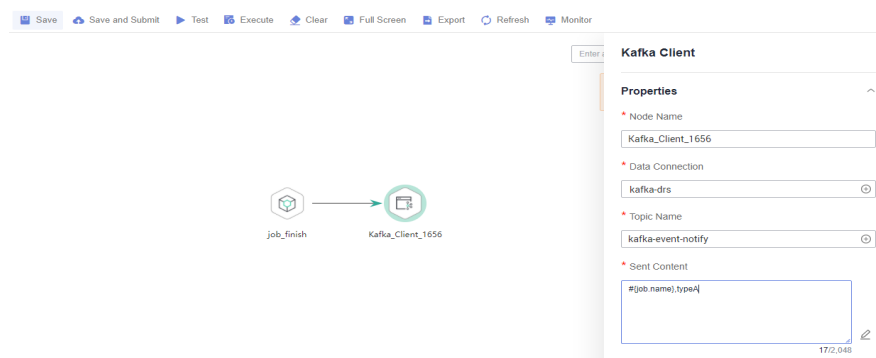 Save Save and Submit Test Execute Clear Full Screen Export Refresh Monitor
Enter
Kafka Client
Properties
* Node Name
Kafka_Client_1656
* Data Connection
kafka-drs
* Topic Name
kafka-event-notify
* Sent Content
#{job.name},typeA
17/2,048
job_finish Kafka_Client_1656